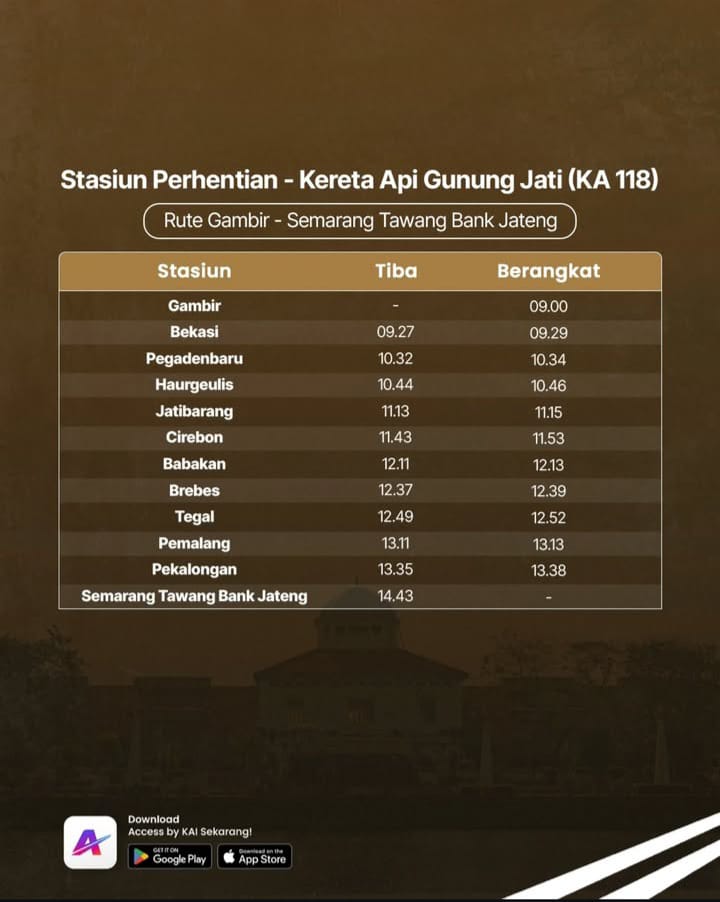 Stasiun Perhentian - Kereta Api Gunung Jati (KA 118)
Rute Gambir - Semarang Tawang Bank Jateng
Stasiun Tiba Berangkat
Gambir - 09.00
Bekasi 09.27 09.29
Pegadenbaru 10.32 10.34
Haurgeulis 10.44 10.46
Jatibarang 11.13 11.15
Cirebon 11.43 11.53
Babakan 12.11 12.13
Brebes 12.37 12.39
Tegal 12.49 12.52
Pemalang 13.11 13.13
Pekalongan 13.35 13.38
Semarang Tawang Bank Jateng 14.43 -
Download
Access by KAI Sekarang!
GET IT ON
Google Play
Download on the
App Store